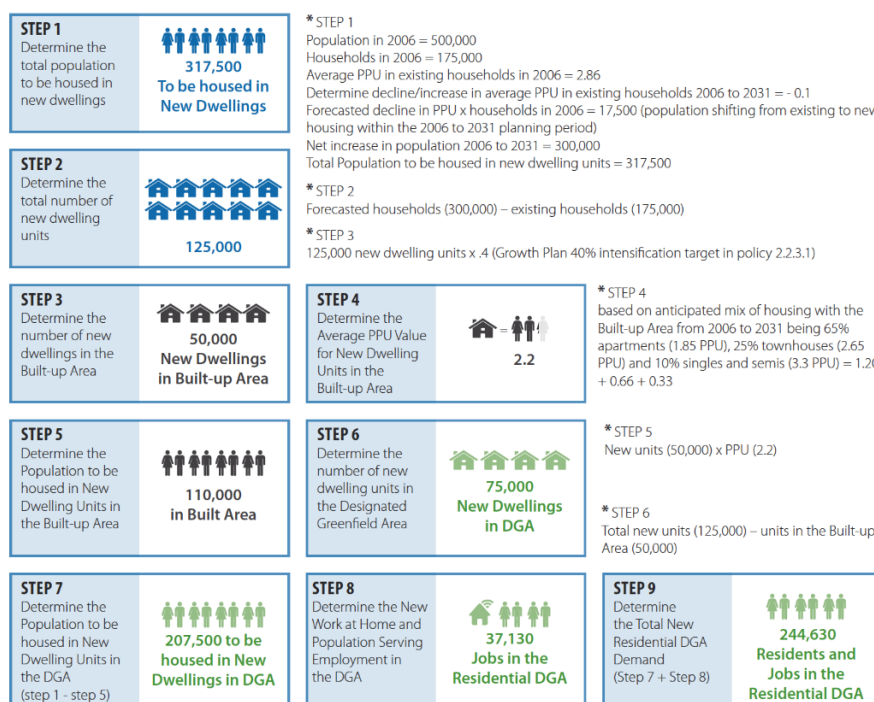 STEP 1
Determine the
total population
to be housed in
new dwellings
317,500
To be housed in
New Dwellings
* STEP 1
Population in 2006 = 500,000
Households in 2006 = 175,000
Average PPU in existing households in 2006 = 2.86
Determine decline/increase in average PPU in existing households 2006 to 2031 = - 0.1
Forecasted decline in PPU x households in 2006 = 17,500 (population shifting from existing to new
housing within the 2006 to 2031 planning period)
Net increase in population 2006 to 2031 = 300,000
Total Population to be housed in new dwelling units = 317,500
STEP 2
Determine the
total number of
new dwelling
units
125,000
* STEP 2
Forecasted households (300,000) – existing households (175,000)
* STEP 3
125,000 new dwelling units x .4 (Growth Plan 40% intensification target in policy 2.2.3.1)
STEP 3
Determine the
number of new
dwellings in the
Built-up Area
50,000
New Dwellings
in Built-up Area
STEP 4
Determine the
Average PPU Value
for New Dwelling
Units in the
Built-up Area
=
2.2
* STEP 4
based on anticipated mix of housing with the
Built-up Area from 2006 to 2031 being 65%
apartments (1.85 PPU), 25% townhouses (2.65
PPU) and 10% singles and semis (3.3 PPU) = 1.20
+ 0.66 + 0.33
STEP 5
Determine the
Population to be
housed in New
Dwelling Units in
the Built-up Area
110,000
in Built Area
STEP 6
Determine the
number of new
dwelling units in
the Designated
Greenfield Area
75,000
New Dwellings
in DGA
* STEP 5
New units (50,000) x PPU (2.2)
* STEP 6
Total new units (125,000) – units in the Built-up
Area (50,000)
STEP 7
Determine the
Population to be
housed in New
Dwelling Units in
the DGA
(step 1 - step 5)
207,500 to be
housed in New
Dwellings in DGA
STEP 8
Determine the New
Work at Home and
Population Serving
Employment in
the DGA
37,130
Jobs in the
Residential DGA
STEP 9
Determine
the Total New
Residential DGA
Demand
(Step 7 + Step 8)
244,630
Residents and
Jobs in the
Residential DGA